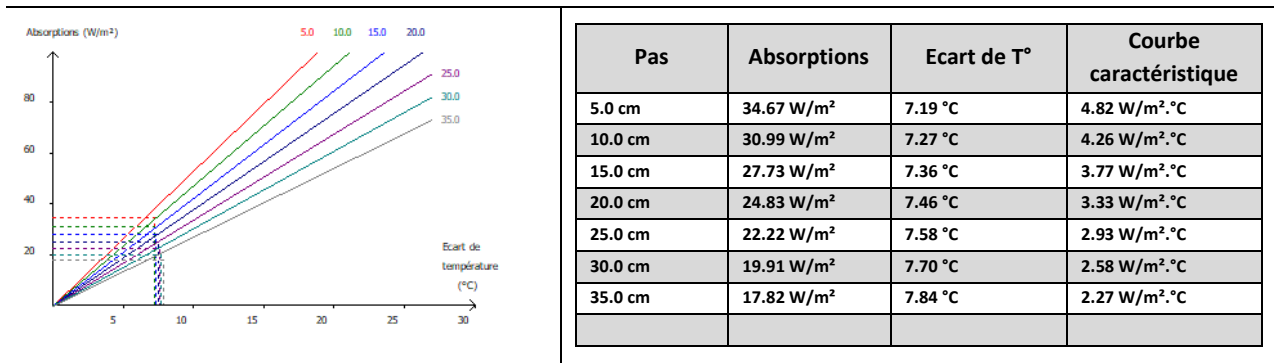 Absorptions (W/m²)
5.0 10.0 15.0 20.0
25.0
30.0
35.0
80
60
40
20
Ecart de
température
(°C)
5 10 15 20 25 30
Pas Absorptions Ecart de T° Courbe caractéristique
5.0 cm 34.67 W/m² 7.19 °C 4.82 W/m².°C
10.0 cm 30.99 W/m² 7.27 °C 4.26 W/m².°C
15.0 cm 27.73 W/m² 7.36 °C 3.77 W/m².°C
20.0 cm 24.83 W/m² 7.46 °C 3.33 W/m².°C
25.0 cm 22.22 W/m² 7.58 °C 2.93 W/m².°C
30.0 cm 19.91 W/m² 7.70 °C 2.58 W/m².°C
35.0 cm 17.82 W/m² 7.84 °C 2.27 W/m².°C